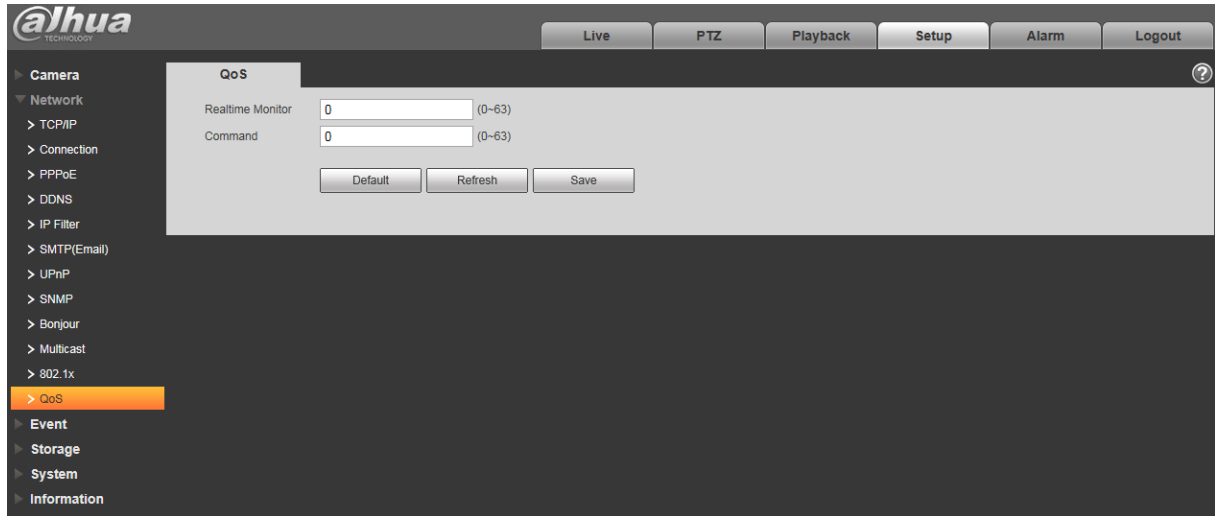 alhua
TECHNOLOGY
Live PTZ Playback Setup Alarm Logout
Camera
Network
> TCP/IP
> Connection
> PPPoE
> DDNS
> IP Filter
> SMTP(Email)
> UPnP
> SNMP
> Bonjour
> Multicast
> 802.1x
> QoS
Event
Storage
System
Information
QoS
?
Realtime Monitor 0 (0~63)
Command 0 (0~63)
Default Refresh Save